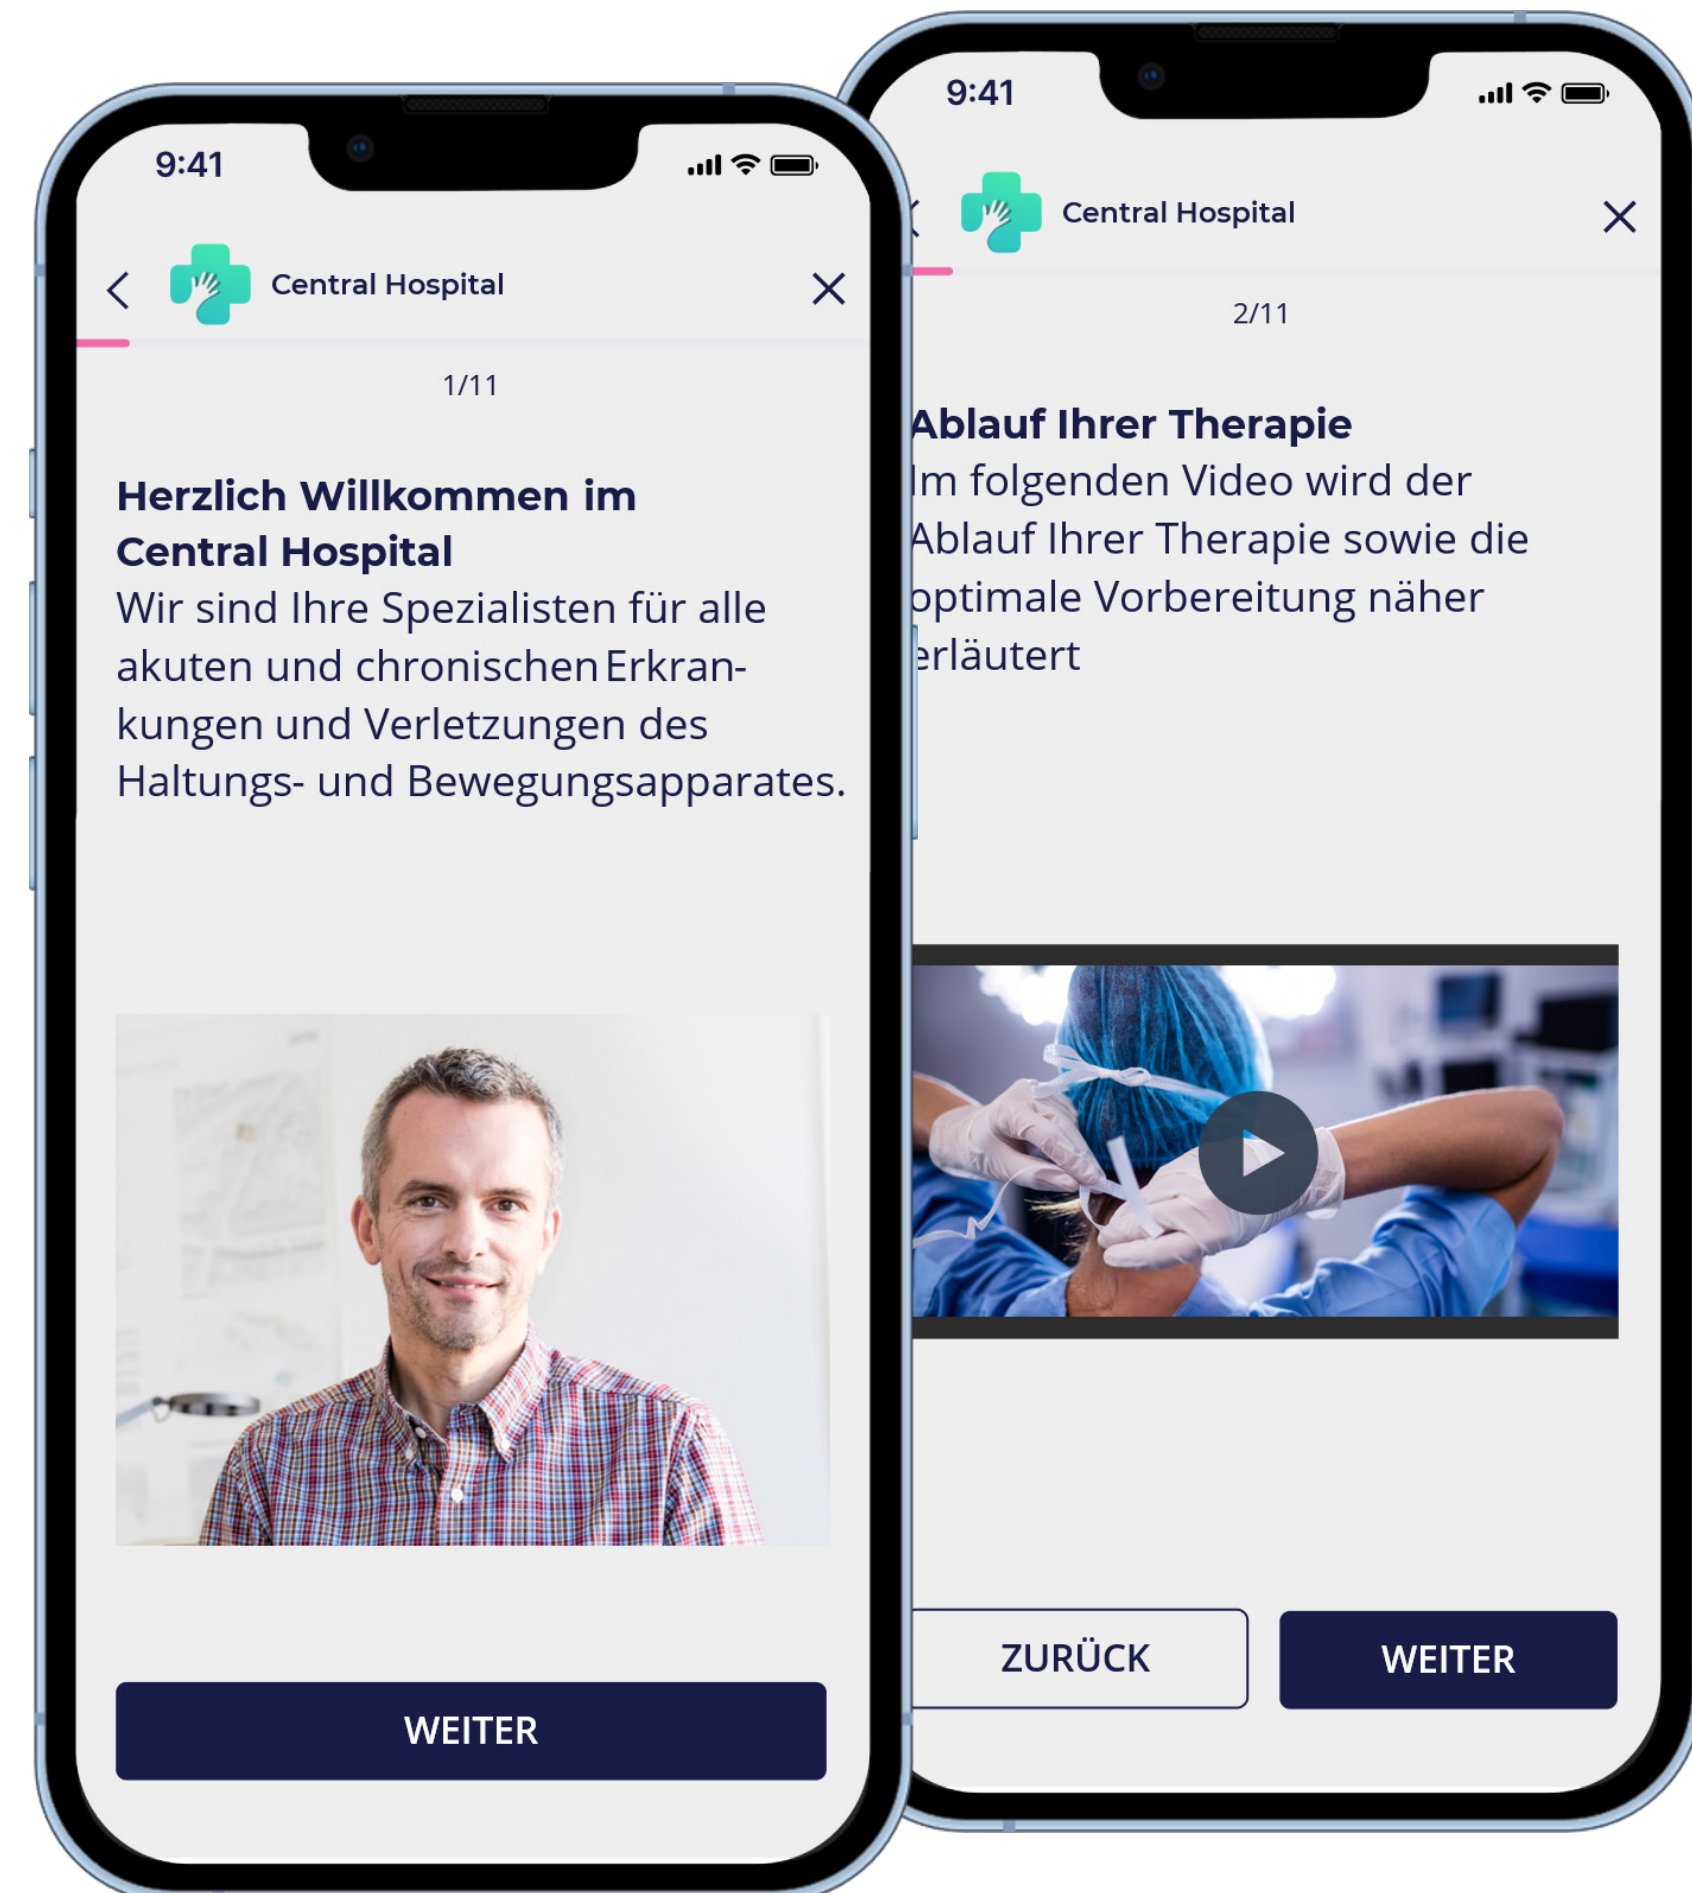 9:41
Central Hospital
1/11
Herzlich Willkommen im
Central Hospital
Wir sind Ihre Spezialisten für alle
akuten und chronischen Erkran-
kungen und Verletzungen des
Haltungs- und Bewegungsapparates.
WEITER
9:41
Central Hospital
2/11
Ablauf Ihrer Therapie
Im folgenden Video wird der
Ablauf Ihrer Therapie sowie die
optimale Vorbereitung näher
erläutert
ZURÜCK
WEITER